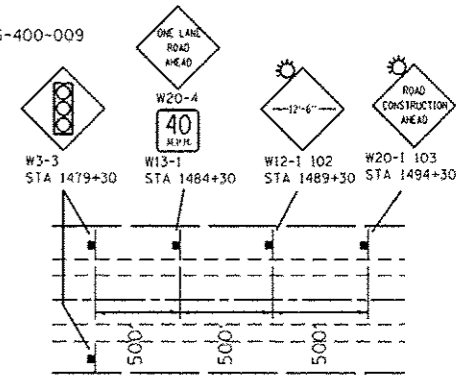 G-400-009
ONE LANE
ROAD
AHEAD
W20-4
40
M.P.H.
W13-1
STA 1484+30
W3-3
STA 1479+30
12'-6"
W12-1 102
STA 1489+30
ROAD
CONSTRUCTION
AHEAD
W20-1 103
STA 1494+30
500'
500'
500'